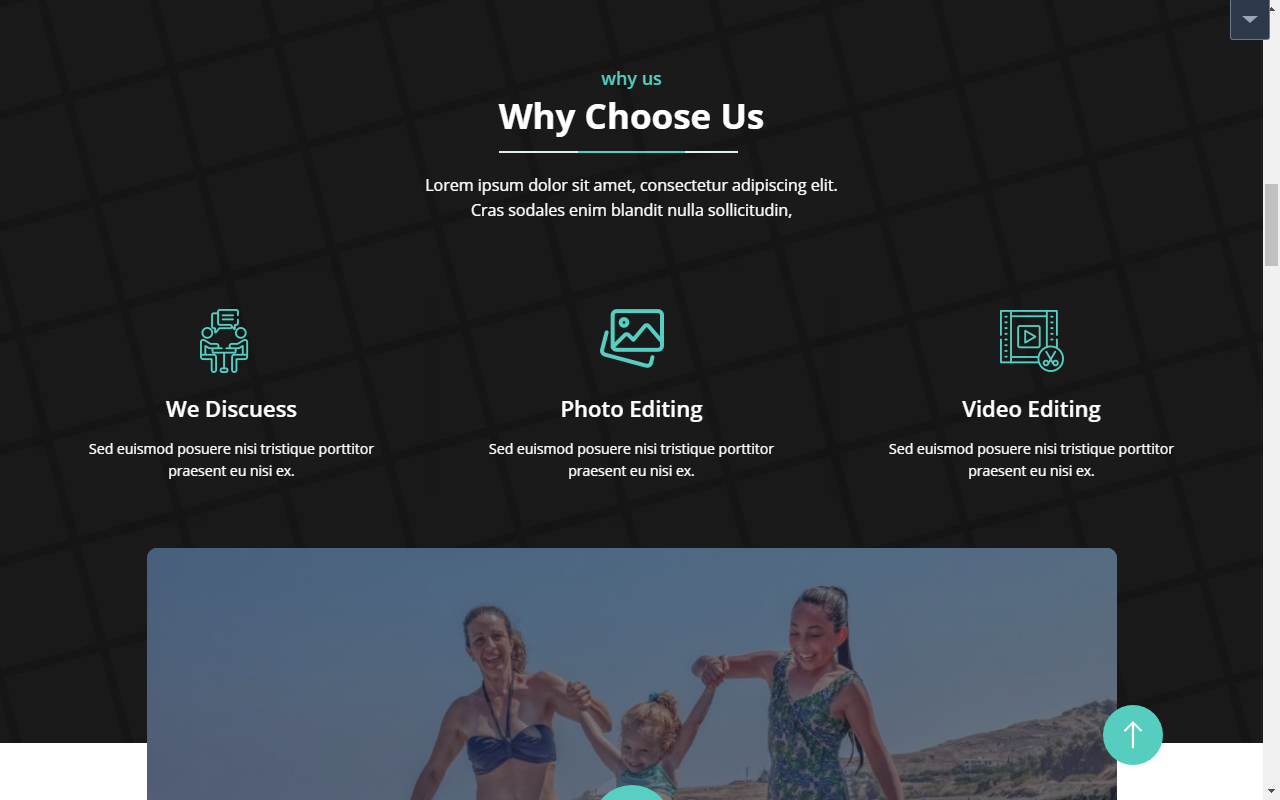 why us
Why Choose Us
Lorem ipsum dolor sit amet, consectetur adipiscing elit.
Cras sodales enim blandit nulla sollicitudin,
We Discuess
Sed euismod posuere nisi tristique porttitor
praesent eu nisi ex.
Photo Editing
Sed euismod posuere nisi tristique porttitor
praesent eu nisi ex.
Video Editing
Sed euismod posuere nisi tristique porttitor
praesent eu nisi ex.